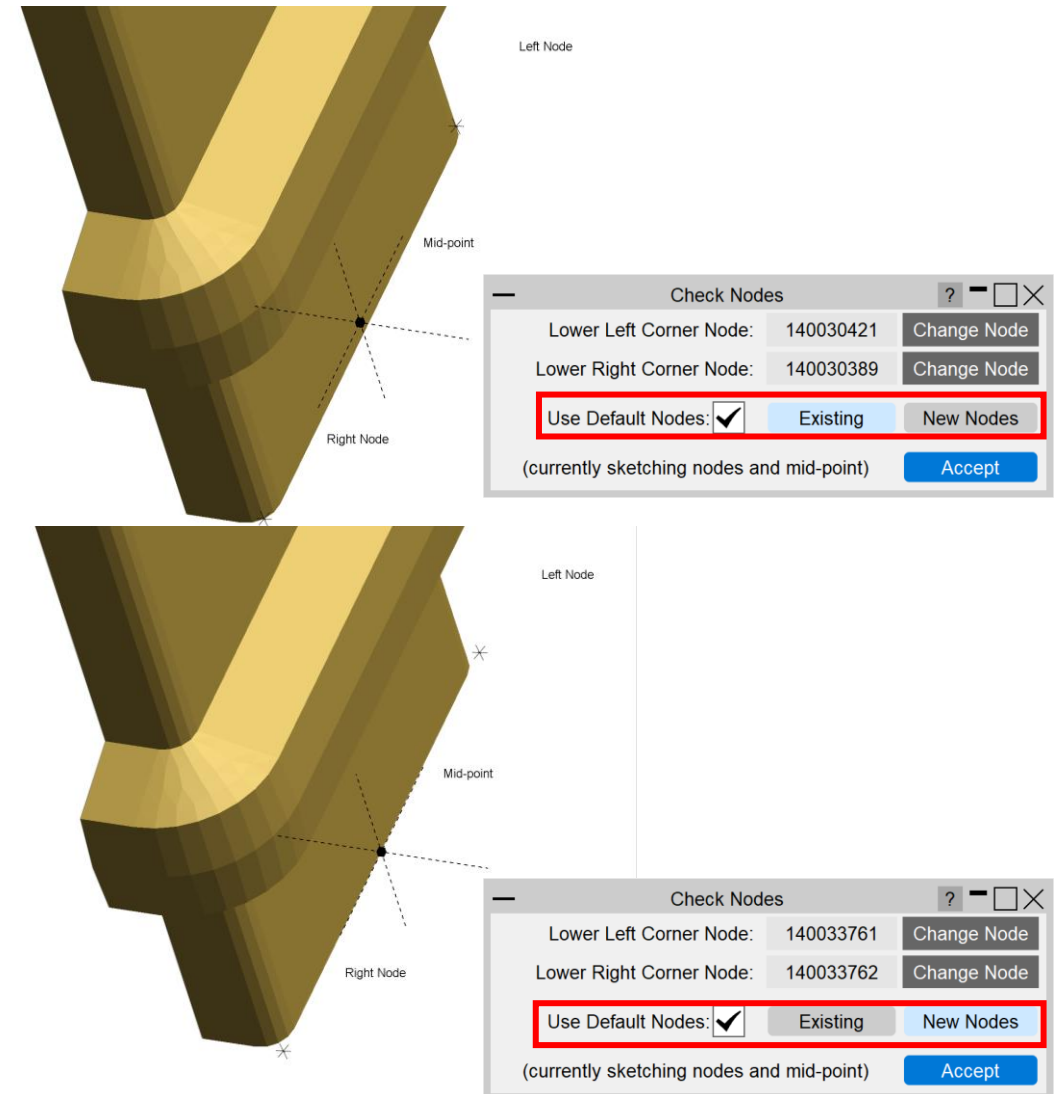 Left Node
Mid-point
Right Node
Check Nodes ?
Lower Left Corner Node: 140030421 Change Node
Lower Right Corner Node: 140030389 Change Node
Use Default Nodes: Existing New Nodes
(currently sketching nodes and mid-point) Accept
Left Node
Mid-point
Right Node
Check Nodes ?
Lower Left Corner Node: 140033761 Change Node
Lower Right Corner Node: 140033762 Change Node
Use Default Nodes: Existing New Nodes
(currently sketching nodes and mid-point) Accept